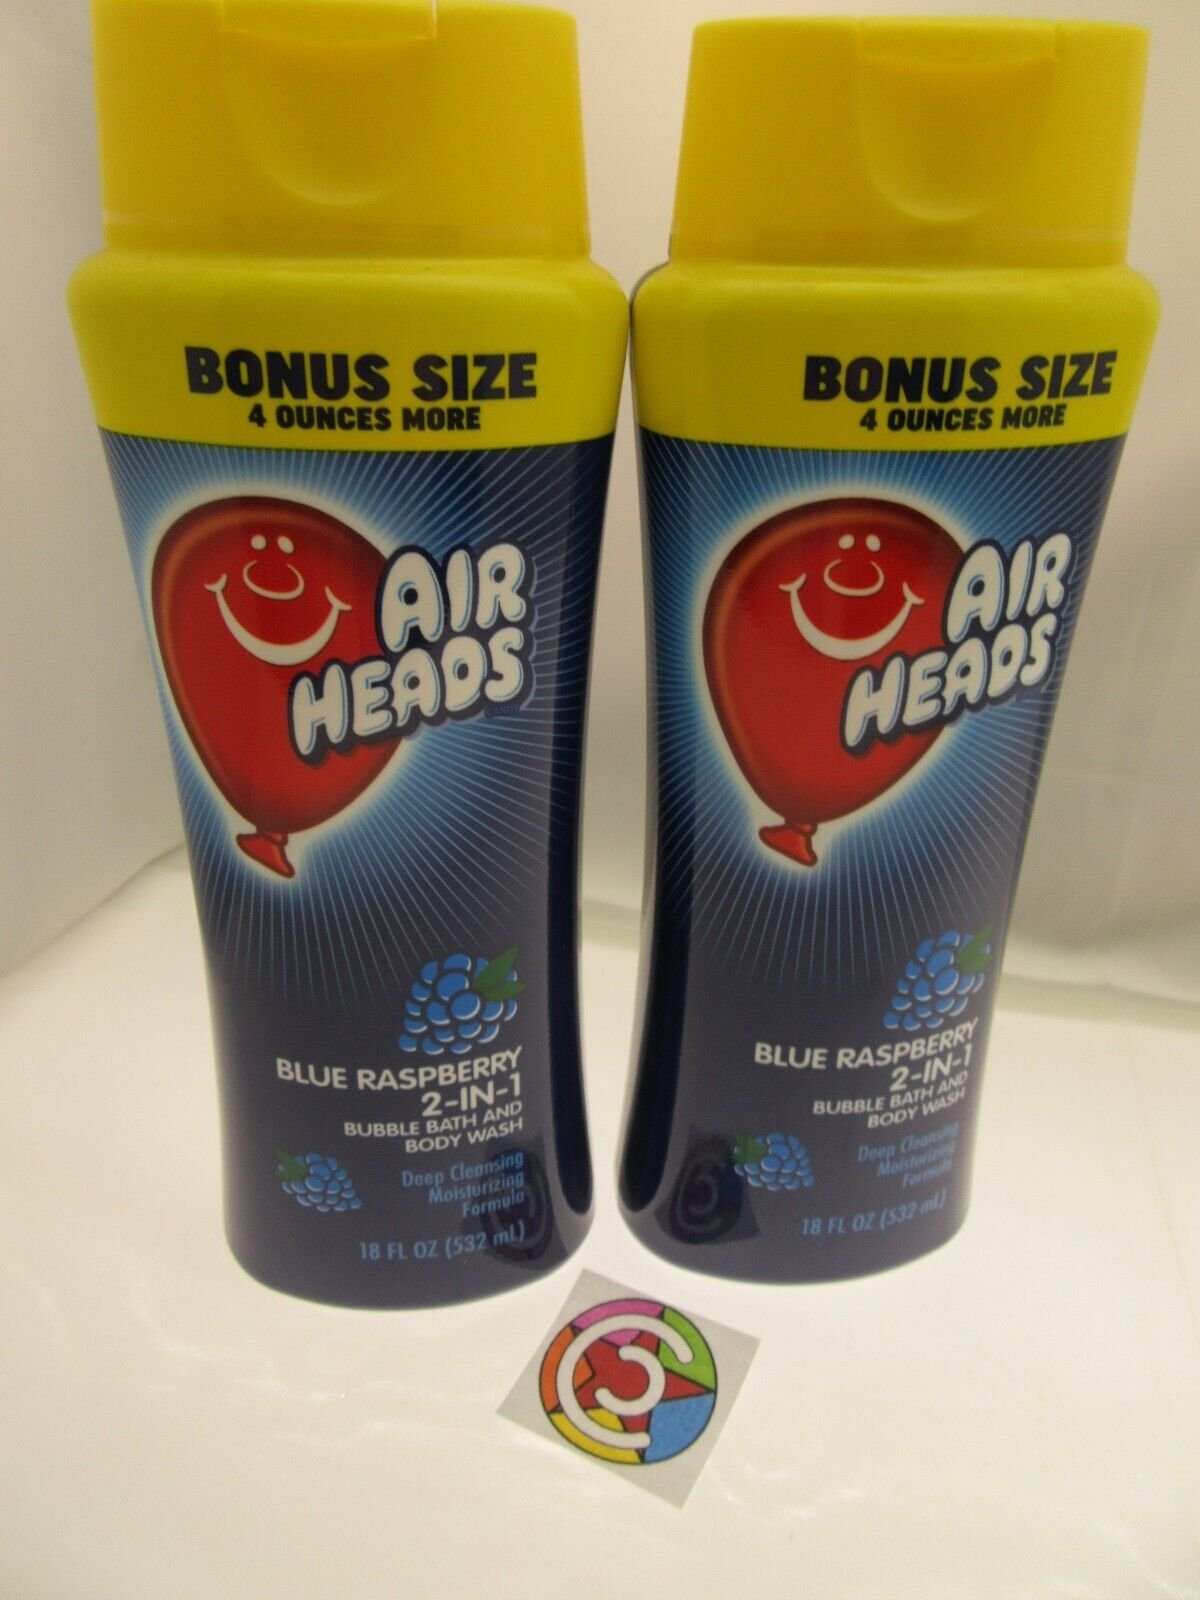 BONUS SIZE
4 OUNCES MORE
AIR
HEADS
CANDY
BLUE RASPBERRY
2-IN-1
BUBBLE BATH AND
BODY WASH
Deep Cleansing
Moisturizing
Formula
18 FL OZ (532 mL)
BONUS SIZE
4 OUNCES MORE
AIR
HEADS
BLUE RASPBERRY
2-IN-1
BUBBLE BATH AND
BODY WASH
Deep Cleansing
Moisturizing
Formula
18 FL OZ (532 mL)